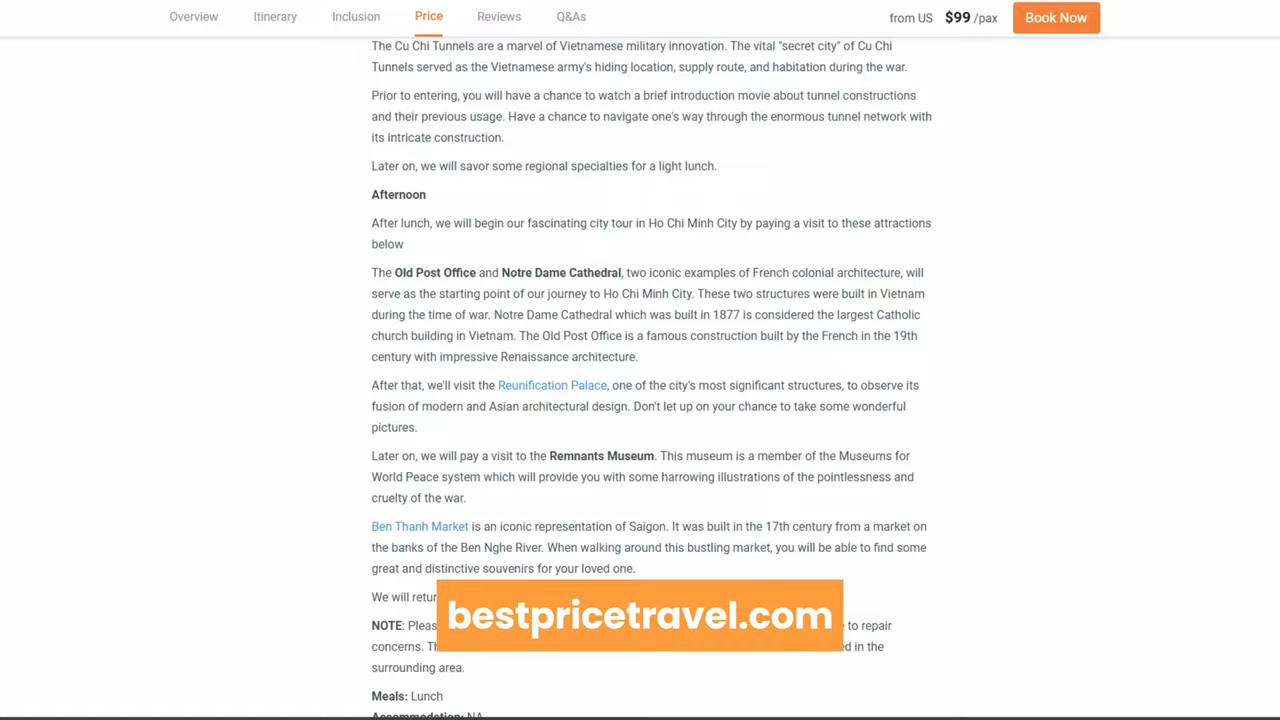 Overview Itinerary Inclusion Price Reviews Q&As from US $99 /pax Book Now
The Cu Chi Tunnels are a marvel of Vietnamese military innovation. The vital "secret city" of Cu Chi
Tunnels served as the Vietnamese army's hiding location, supply route, and habitation during the war.
Prior to entering, you will have a chance to watch a brief introduction movie about tunnel constructions
and their previous usage. Have a chance to navigate one's way through the enormous tunnel network with
its intricate construction.
Later on, we will savor some regional specialties for a light lunch.
Afternoon
After lunch, we will begin our fascinating city tour in Ho Chi Minh City by paying a visit to these attractions
below
The Old Post Office and Notre Dame Cathedral, two iconic examples of French colonial architecture, will
serve as the starting point of our journey to Ho Chi Minh City. These two structures were built in Vietnam
during the time of war. Notre Dame Cathedral which was built in 1877 is considered the largest Catholic
church building in Vietnam. The Old Post Office is a famous construction built by the French in the 19th
century with impressive Renaissance architecture.
After that, we'll visit the Reunification Palace, one of the city's most significant structures, to observe its
fusion of modern and Asian architectural design. Don't let up on your chance to take some wonderful
pictures.
Later on, we will pay a visit to the Remnants Museum. This museum is a member of the Museums for
World Peace system which will provide you with some harrowing illustrations of the pointlessness and
cruelty of the war.
Ben Thanh Market is an iconic representation of Saigon. It was built in the 17th century from a market on
the banks of the Ben Nghe River. When walking around this bustling market, you will be able to find some
great and distinctive souvenirs for your loved one.
We will
bestpricetravel.com
NOTE: to repair
concerns. in the
surrounding area.
Meals: Lunch
Accommodation: NA